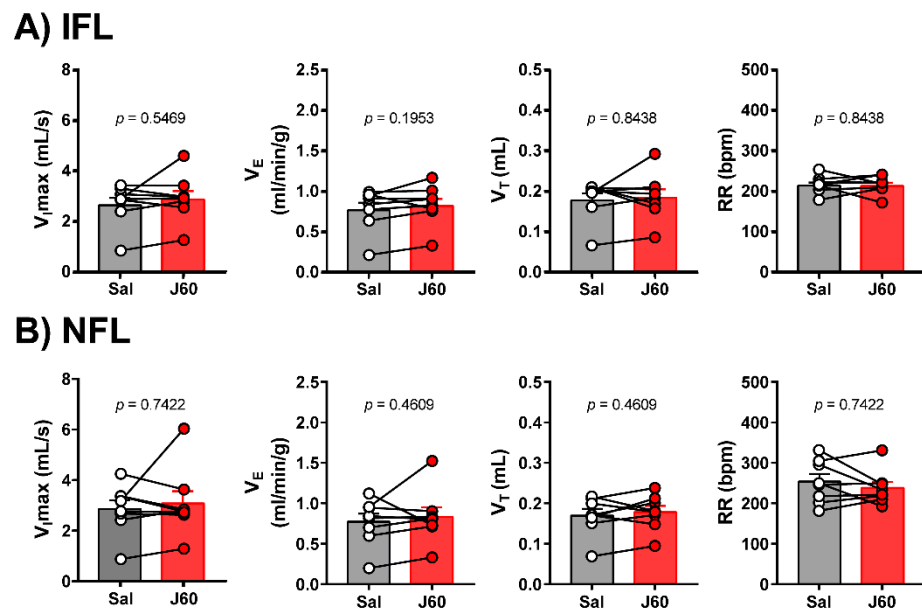 A) IFL
VImax (mL/s)
8
6
4
2
0
p = 0.5469
Sal
J60
VE
(ml/min/g)
2.5
2.0
1.5
1.0
0.5
0.0
p = 0.1953
Sal
J60
VT (mL)
0.5
0.4
0.3
0.2
0.1
0.0
p = 0.8438
Sal
J60
RR (bpm)
500
400
300
200
100
0
p = 0.8438
Sal
J60
B) NFL
VImax (mL/s)
8
6
4
2
0
p = 0.7422
Sal
J60
VE
(ml/min/g)
2.5
2.0
1.5
1.0
0.5
0.0
p = 0.4609
Sal
J60
VT (mL)
0.5
0.4
0.3
0.2
0.1
0.0
p = 0.4609
Sal
J60
RR (bpm)
500
400
300
200
100
0
p = 0.7422
Sal
J60